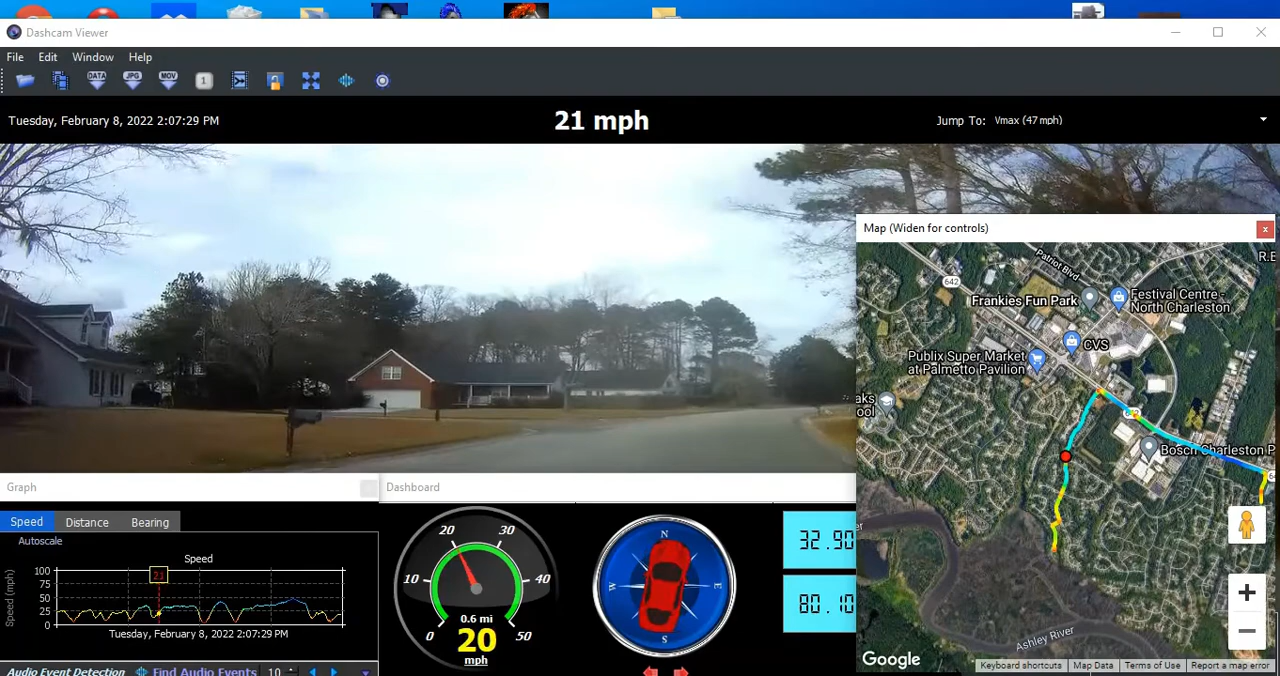 Dashcam Viewer
File Edit Window Help
DATA JPG MOV 1
Tuesday, February 8, 2022 2:07:29 PM
21 mph
Jump To: Vmax (47 mph)
Map (Widen for controls)
Patriot Blvd
R.E
642
Frankies Fun Park
Festival Centre -
North Charleston
CVS
Publix Super Market
at Palmetto Pavilion
aks
ool
642
Bosch Charleston P
Ashley River
Google
Keyboard shortcuts
Map Data
Terms of Use
Report a map error
Graph
Dashboard
Speed Distance Bearing
Autoscale
Speed
Speed (mph)
100
75
50
25
0
21
Tuesday, February 8, 2022 2:07:29 PM
Audio Event Detection Find Audio Events 10
0 10 20 30 40 50
0.6 mi
20
mph
N
W E
S
32.90
80.10